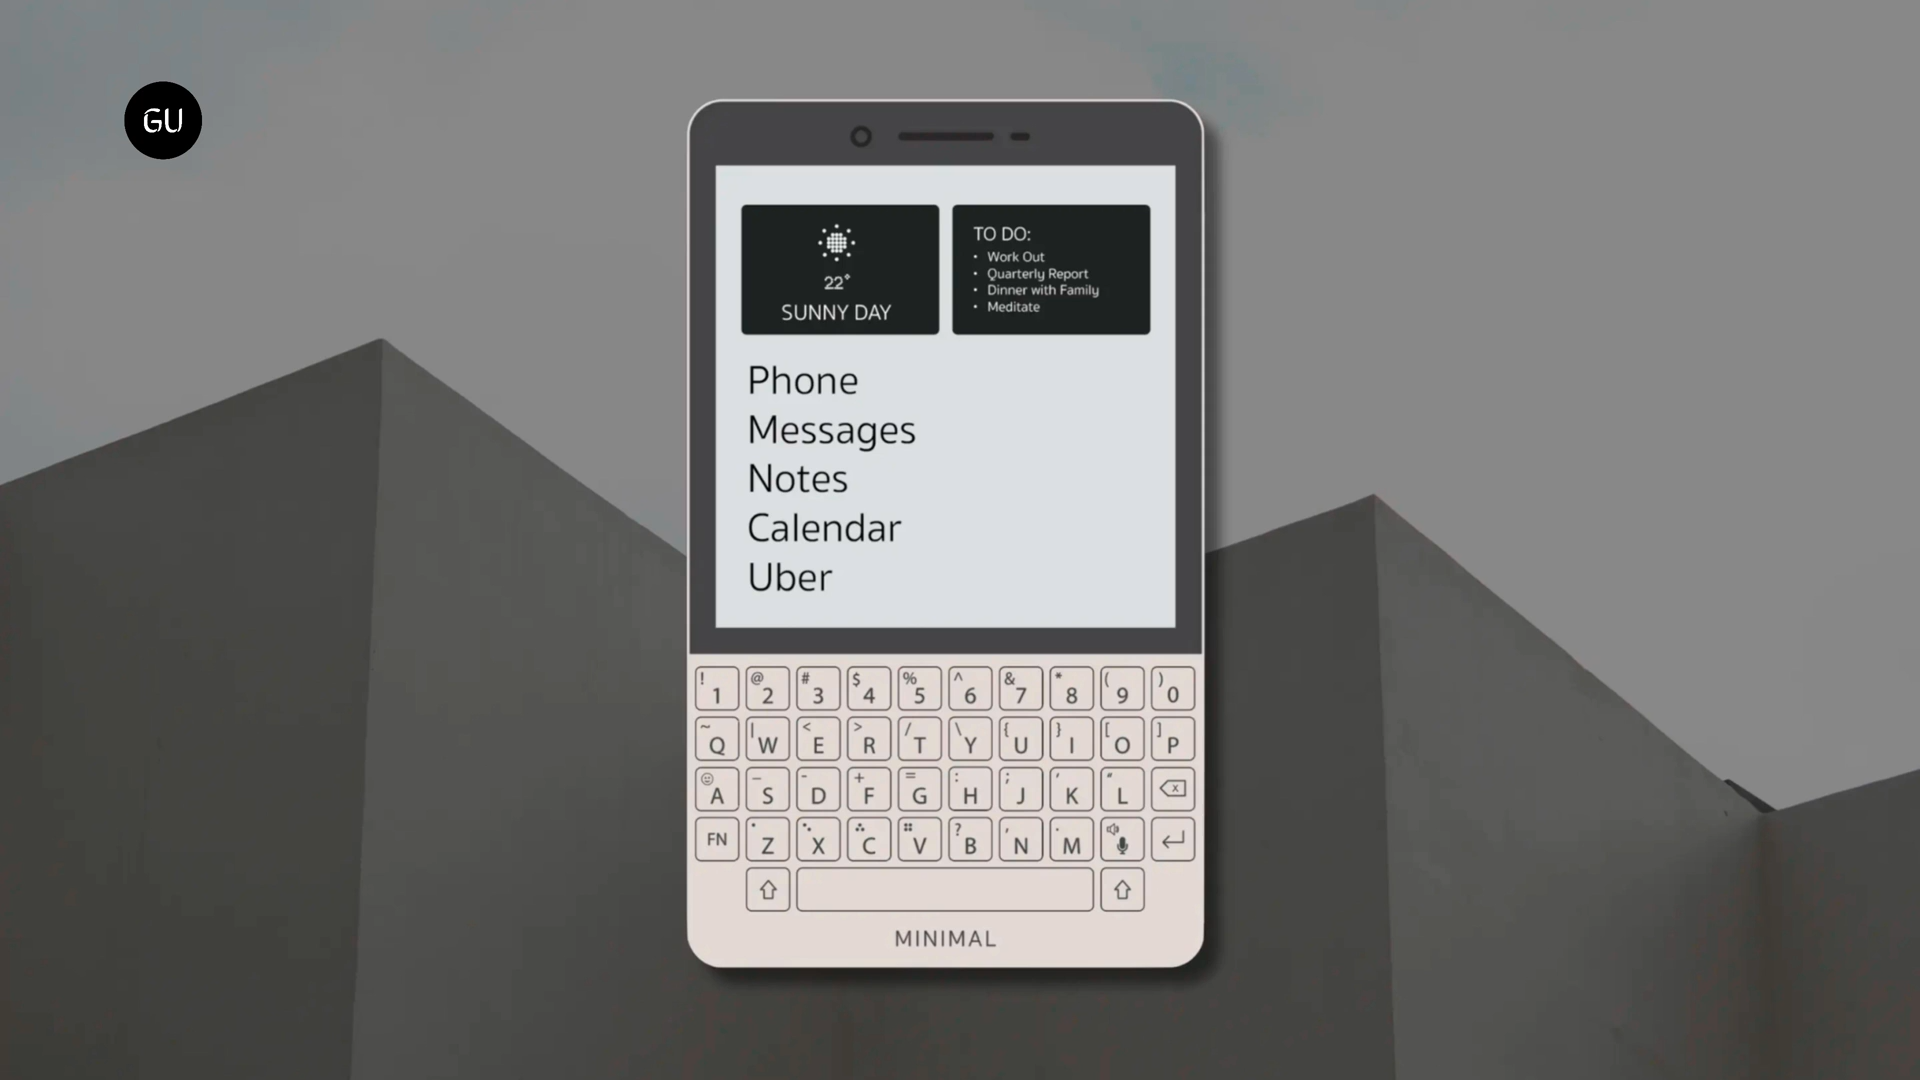 GU
22°
SUNNY DAY
TO DO:
• Work Out
• Quarterly Report
• Dinner with Family
• Meditate
Phone
Messages
Notes
Calendar
Uber
! 1 @ 2 # 3 $ 4 % 5 ^ 6 & 7 * 8 ( 9 ) 0
~ Q | W < E > R / T \ Y { U } I [ O ] P
A – S - D + F = G : H ; J ' K " L
FN Z X C V ? B , N . M
MINIMAL